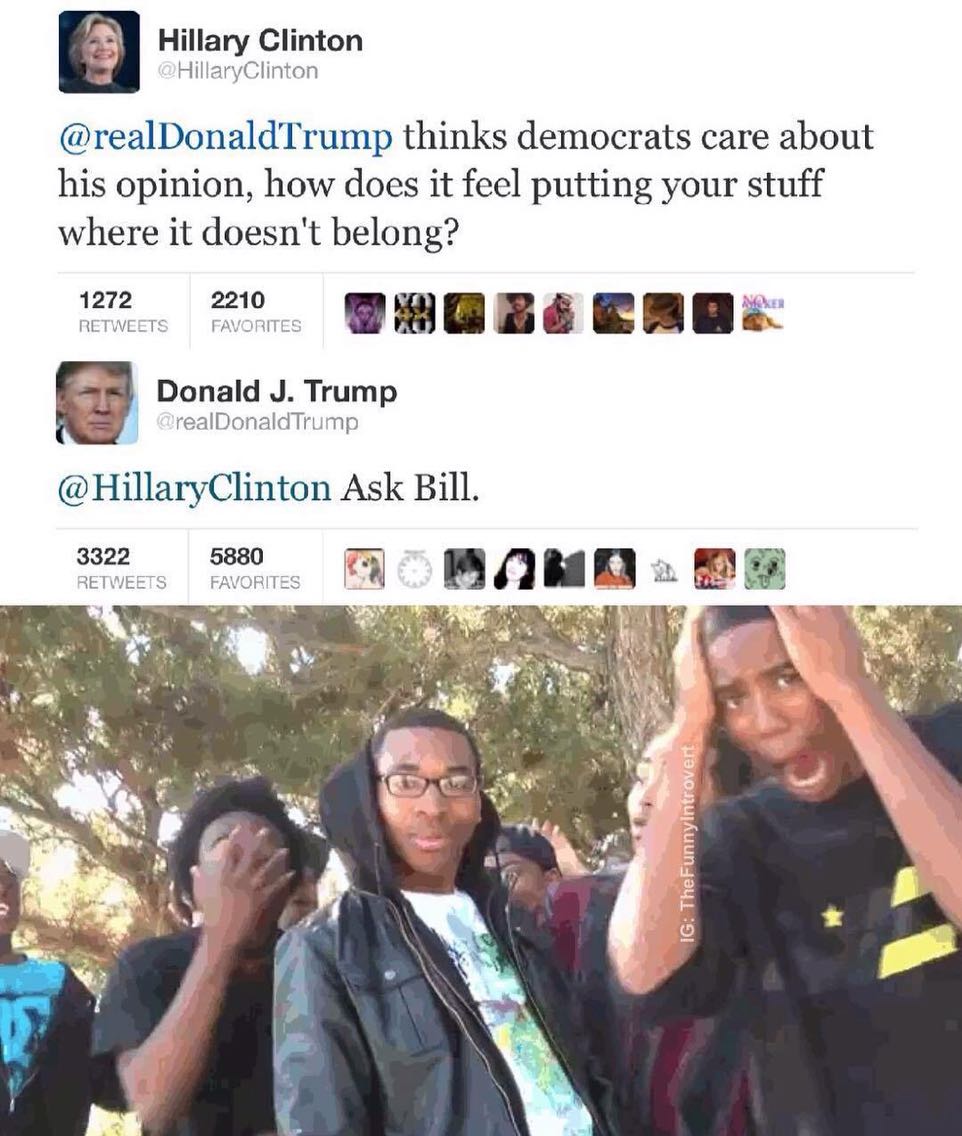 Hillary Clinton
@HillaryClinton
@realDonaldTrump thinks democrats care about
his opinion, how does it feel putting your stuff
where it doesn't belong?
1272 2210
RETWEETS FAVORITES
Donald J. Trump
@realDonaldTrump
@HillaryClinton Ask Bill.
3322 5880
RETWEETS FAVORITES
IG: TheFunnyIntrovert